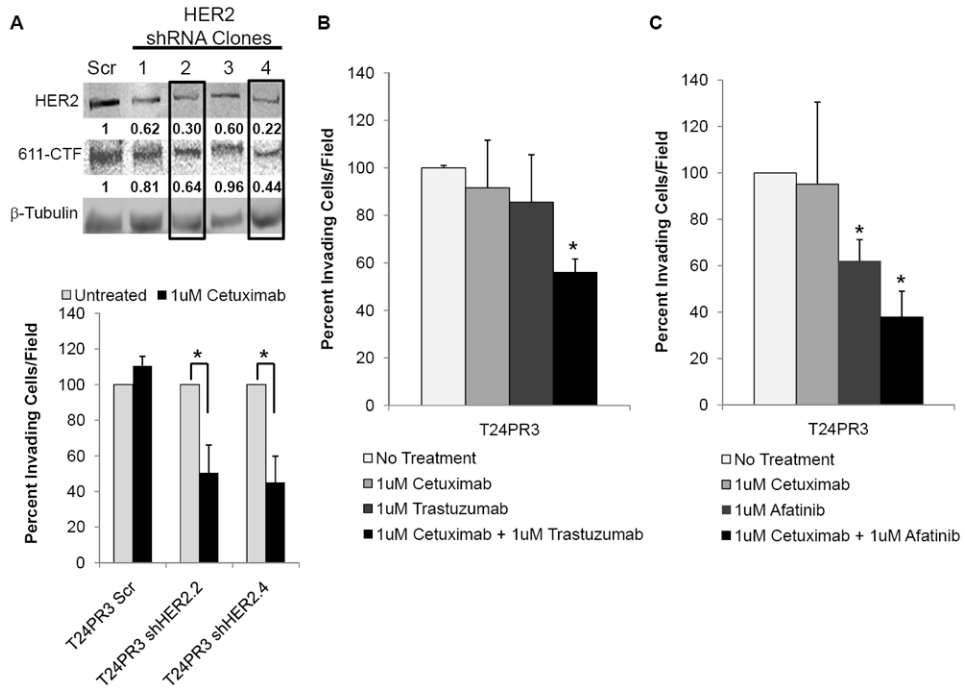 A
HER2
shRNA Clones
Scr 1 2 3 4
HER2
1 0.62 0.30 0.60 0.22
611-CTF
1 0.81 0.64 0.96 0.44
β-Tubulin
Untreated 1uM Cetuximab
Percent Invading Cells/Field
140
120
100
80
60
40
20
0
*
*
T24PR3 Scr
T24PR3 shHER2.2
T24PR3 shHER2.4
B
Percent Invading Cells/Field
140
120
100
80
60
40
20
0
*
T24PR3
No Treatment
1uM Cetuximab
1uM Trastuzumab
1uM Cetuximab + 1uM Trastuzumab
C
Percent Invading Cells/Field
140
120
100
80
60
40
20
0
*
*
T24PR3
No Treatment
1uM Cetuximab
1uM Afatinib
1uM Cetuximab + 1uM Afatinib